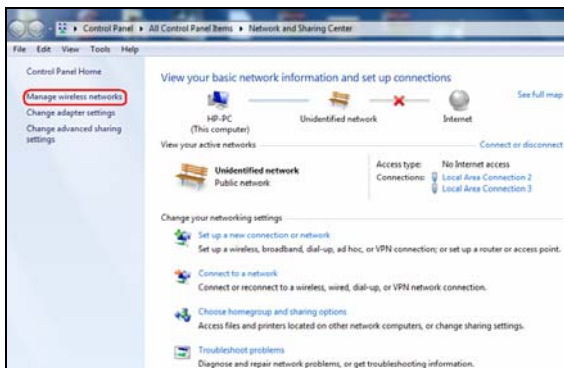 Control Panel ▸ All Control Panel Items ▸ Network and Sharing Center
File Edit View Tools Help
Control Panel Home
Manage wireless networks
Change adapter settings
Change advanced sharing
settings
View your basic network information and set up connections
See full map
HP-PC
(This computer)
Unidentified network
Internet
View your active networks
Connect or disconnect
Unidentified network
Public network
Access type: No Internet access
Connections: Local Area Connection 2
Local Area Connection 3
Change your networking settings
Set up a new connection or network
Set up a wireless, broadband, dial-up, ad hoc, or VPN connection; or set up a router or access point.
Connect to a network
Connect or reconnect to a wireless, wired, dial-up, or VPN network connection.
Choose homegroup and sharing options
Access files and printers located on other network computers, or change sharing settings.
Troubleshoot problems
Diagnose and repair network problems, or get troubleshooting information.